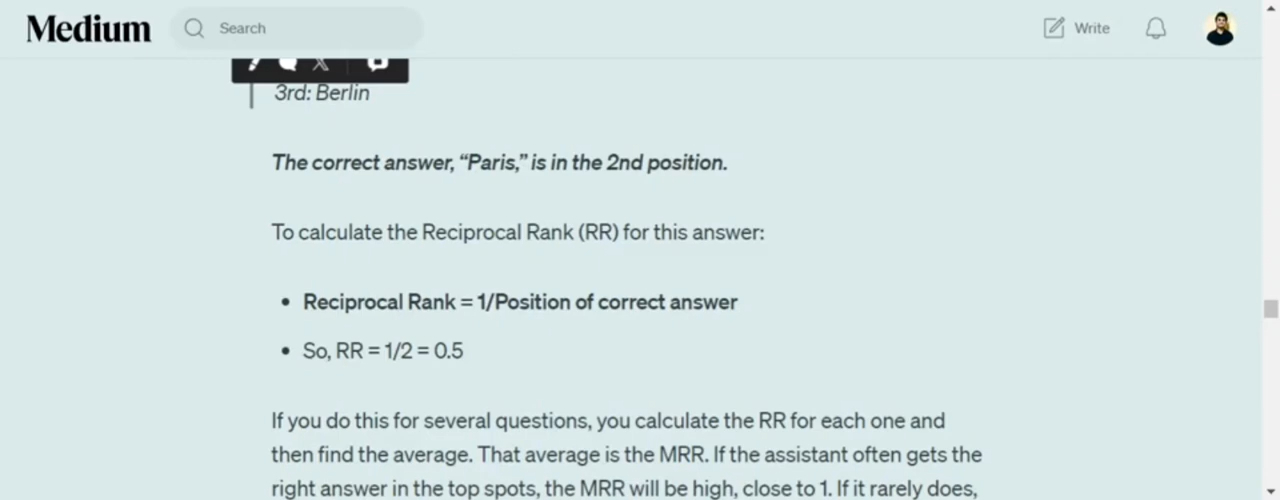 Medium
Search
Write
3rd: Berlin
The correct answer, “Paris,” is in the 2nd position.
To calculate the Reciprocal Rank (RR) for this answer:
• Reciprocal Rank = 1/Position of correct answer
• So, RR = 1/2 = 0.5
If you do this for several questions, you calculate the RR for each one and
then find the average. That average is the MRR. If the assistant often gets the
right answer in the top spots, the MRR will be high, close to 1. If it rarely does,